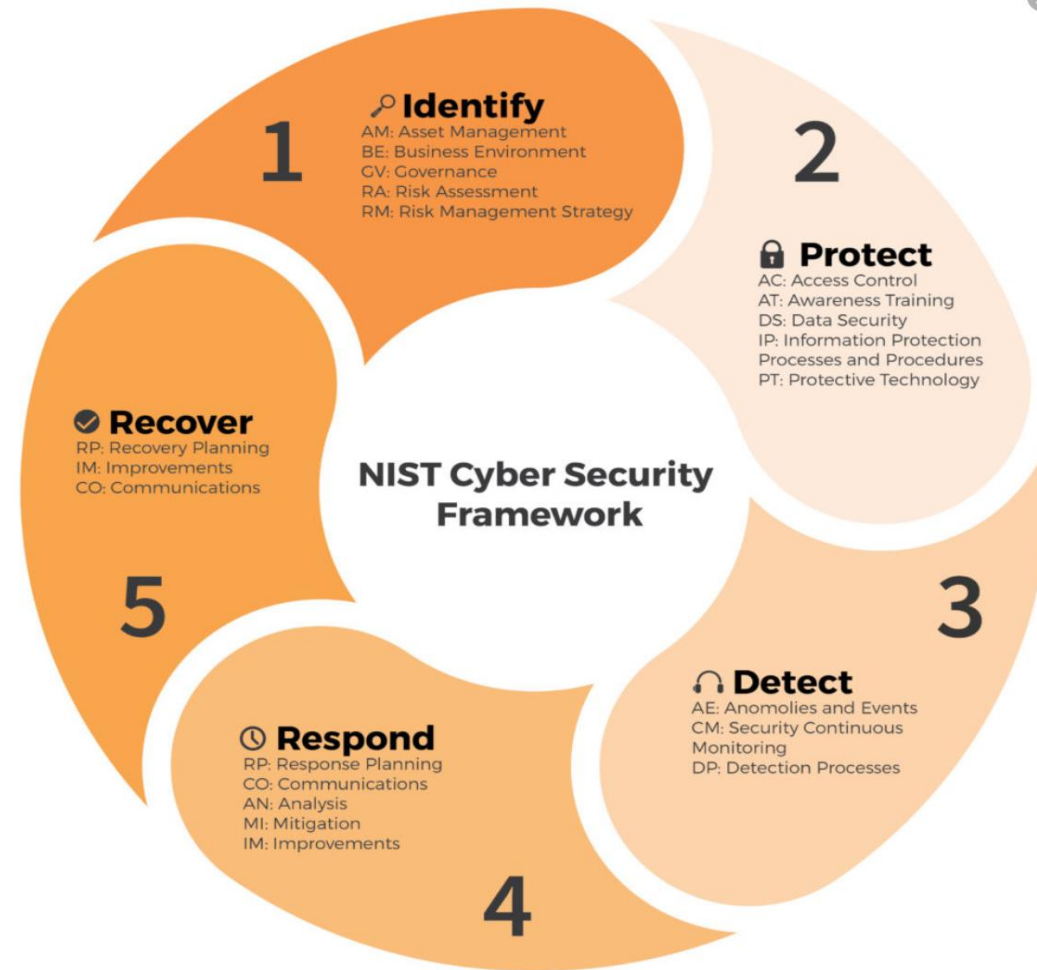 1
Identify
AM: Asset Management
BE: Business Environment
GV: Governance
RA: Risk Assessment
RM: Risk Management Strategy
2
Protect
AC: Access Control
AT: Awareness Training
DS: Data Security
IP: Information Protection
Processes and Procedures
PT: Protective Technology
3
Detect
AE: Anomolies and Events
CM: Security Continuous
Monitoring
DP: Detection Processes
4
Respond
RP: Response Planning
CO: Communications
AN: Analysis
MI: Mitigation
IM: Improvements
5
Recover
RP: Recovery Planning
IM: Improvements
CO: Communications
NIST Cyber Security
Framework